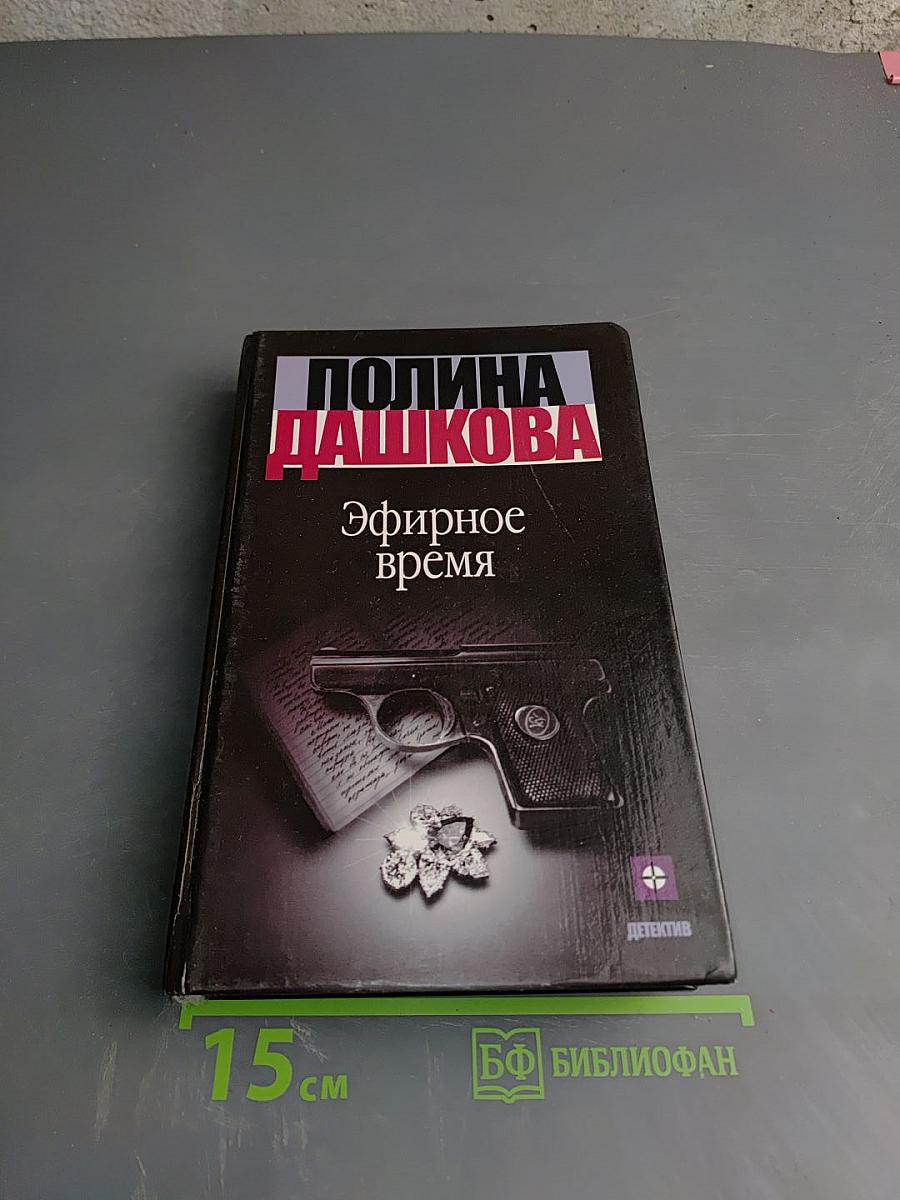 ПОЛИНА
ДАШКОВА
Эфирное
время
ДЕТЕКТИВ
15 см
БФ БИБЛИОФАН